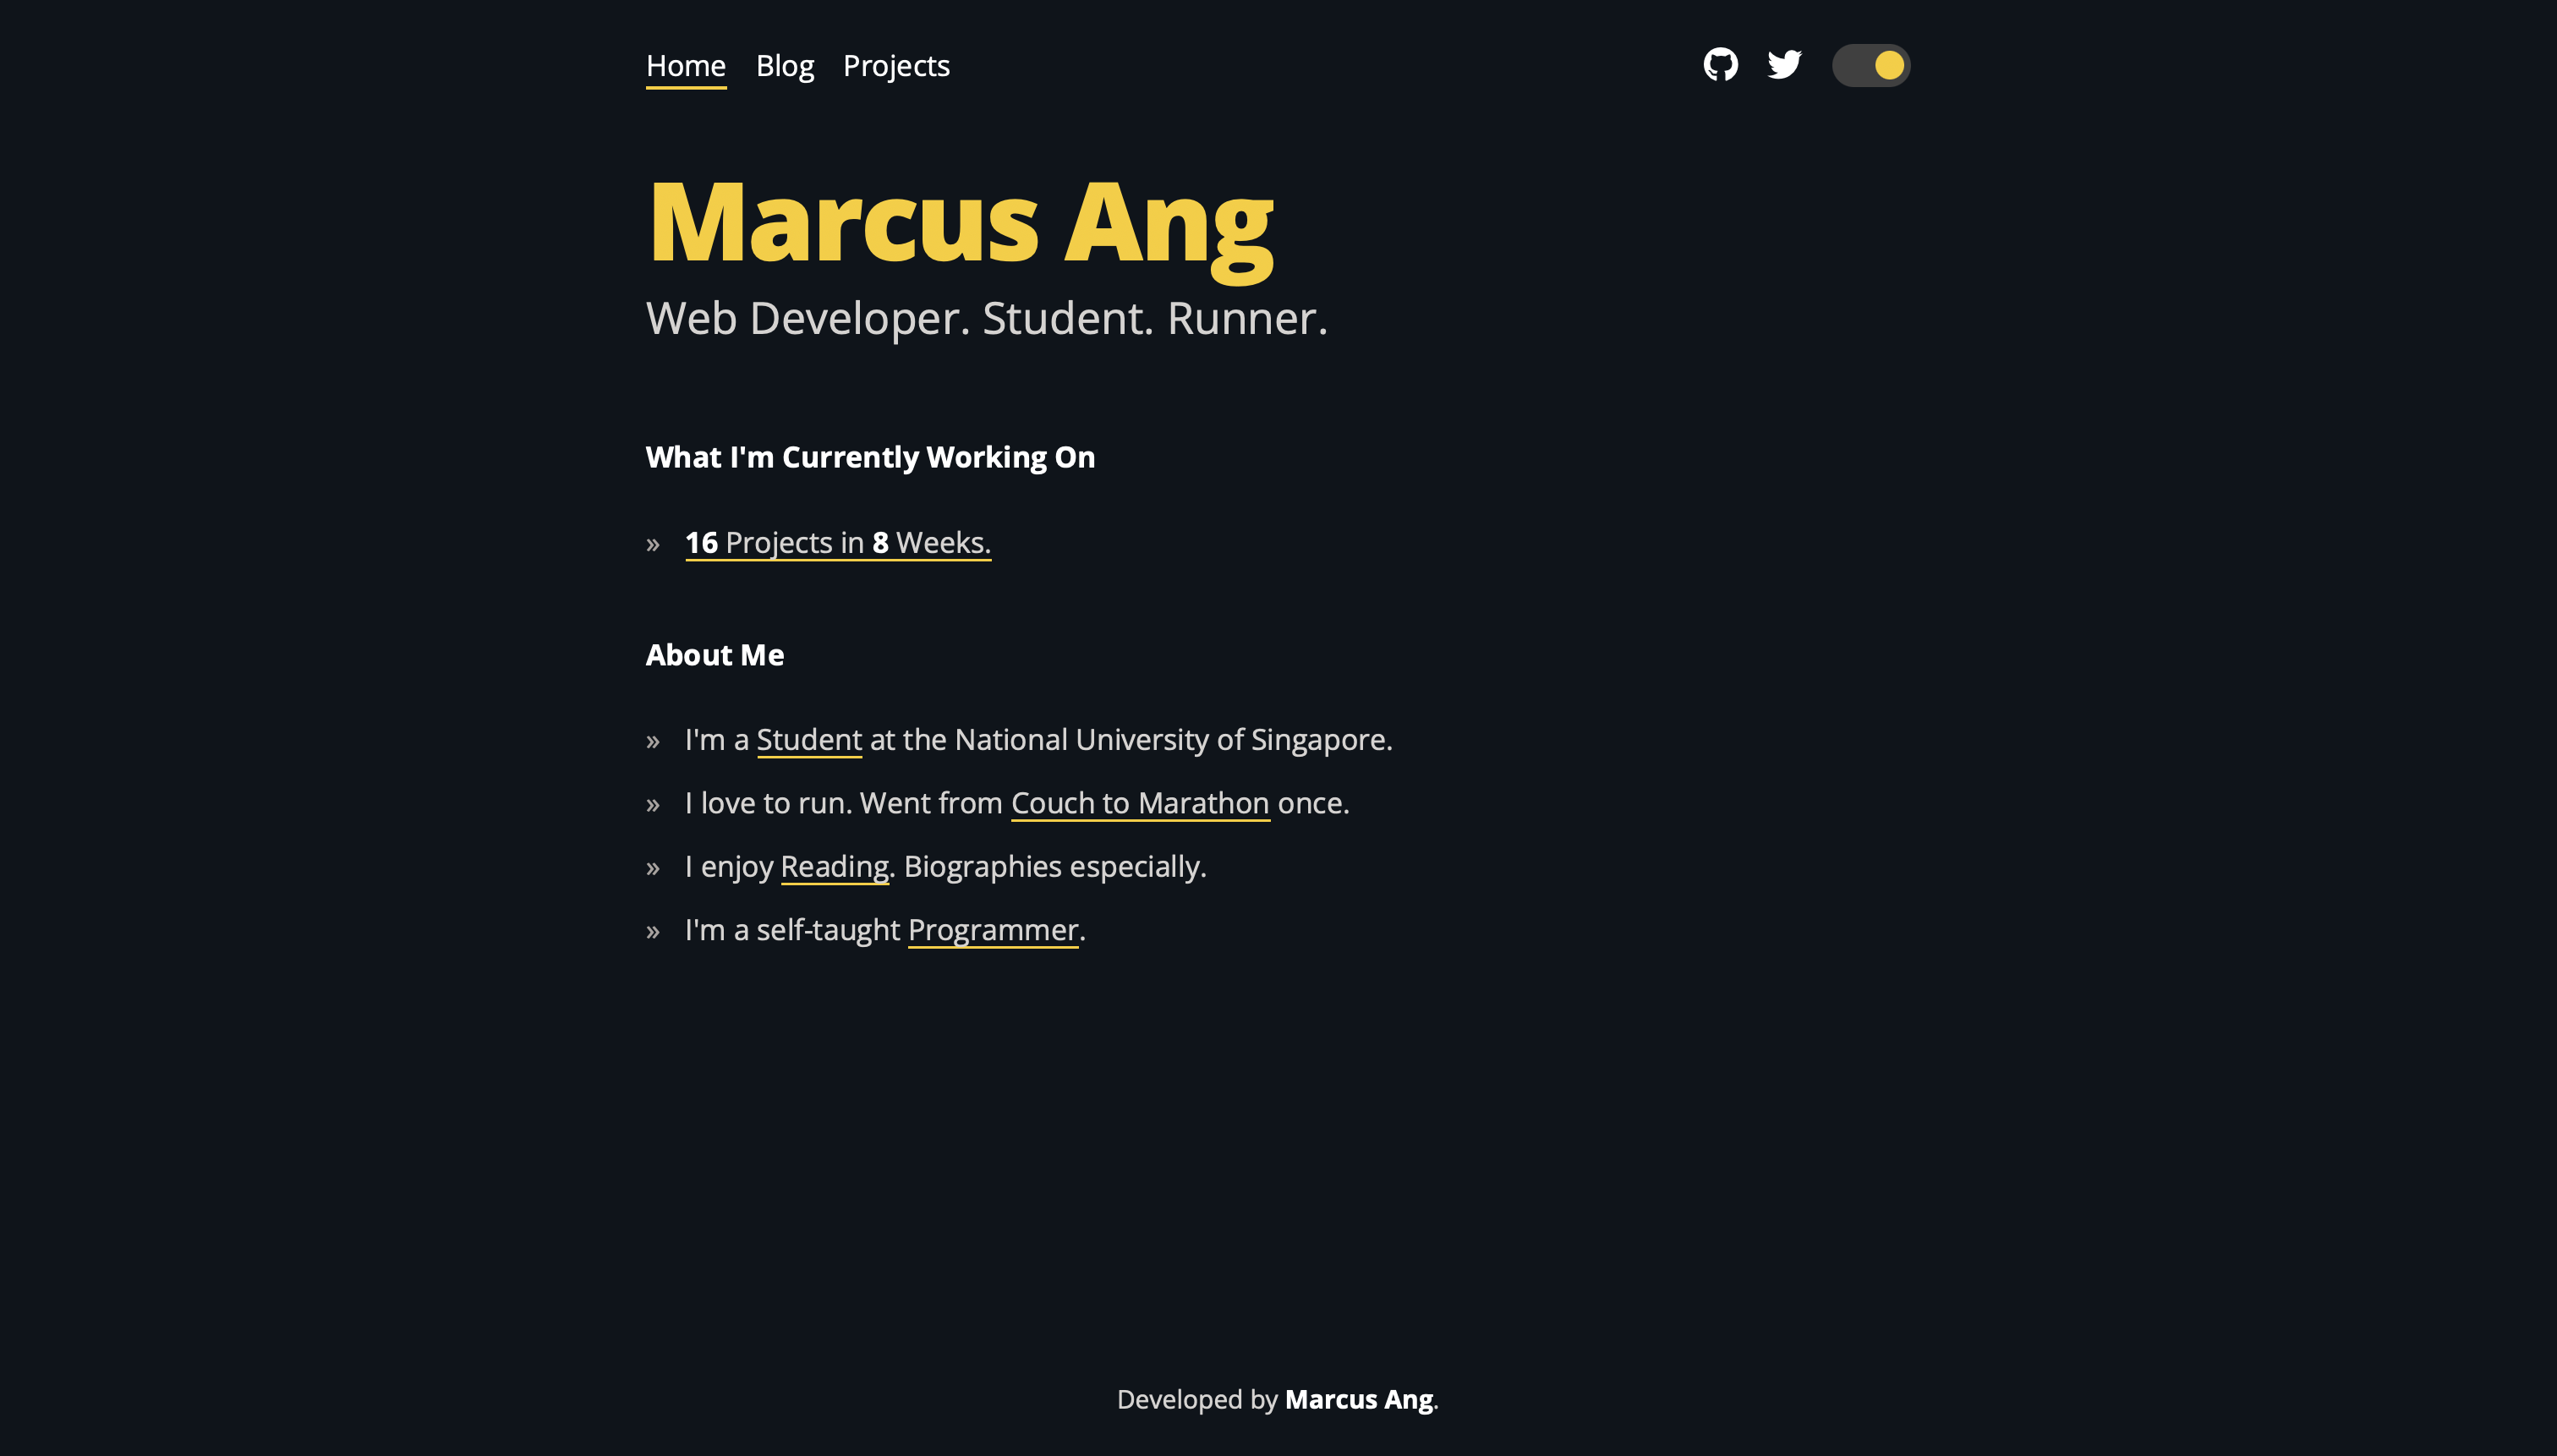 Home Blog Projects
Marcus Ang
Web Developer. Student. Runner.
What I'm Currently Working On
» 16 Projects in 8 Weeks.
About Me
» I'm a Student at the National University of Singapore.
» I love to run. Went from Couch to Marathon once.
» I enjoy Reading. Biographies especially.
» I'm a self-taught Programmer.
Developed by Marcus Ang.